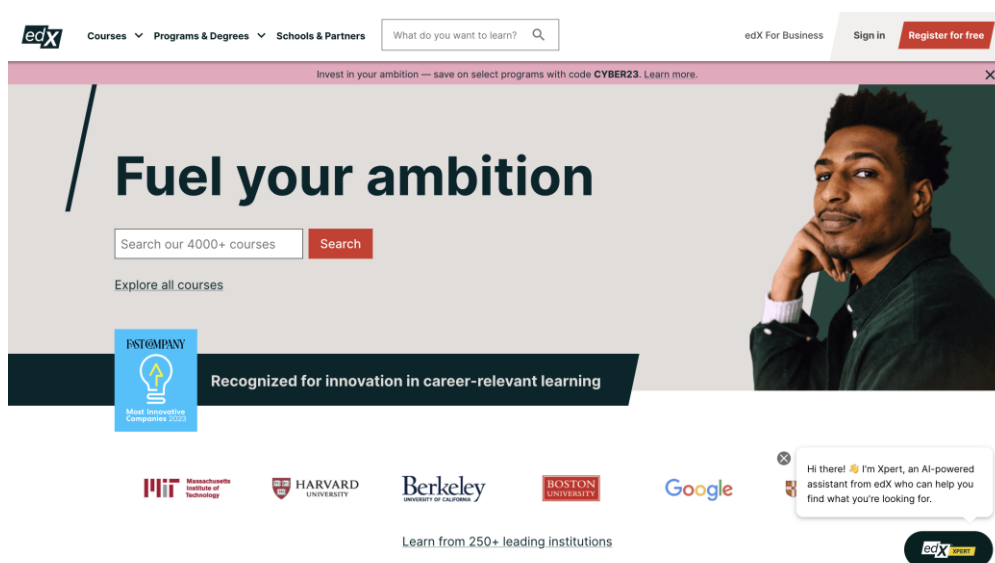 edX
Courses
Programs & Degrees
Schools & Partners
What do you want to learn?
edX For Business
Sign in
Register for free
Invest in your ambition — save on select programs with code CYBER23. Learn more.
Fuel your ambition
Search our 4000+ courses
Search
Explore all courses
FAST COMPANY
Most Innovative
Companies 2023
Recognized for innovation in career-relevant learning
MIT
Massachusetts
Institute of
Technology
HARVARD
UNIVERSITY
Berkeley
UNIVERSITY OF CALIFORNIA
BOSTON
UNIVERSITY
Google
Hi there! 👋 I'm Xpert, an AI-powered
assistant from edX who can help you
find what you're looking for.
Learn from 250+ leading institutions
edX XPERT